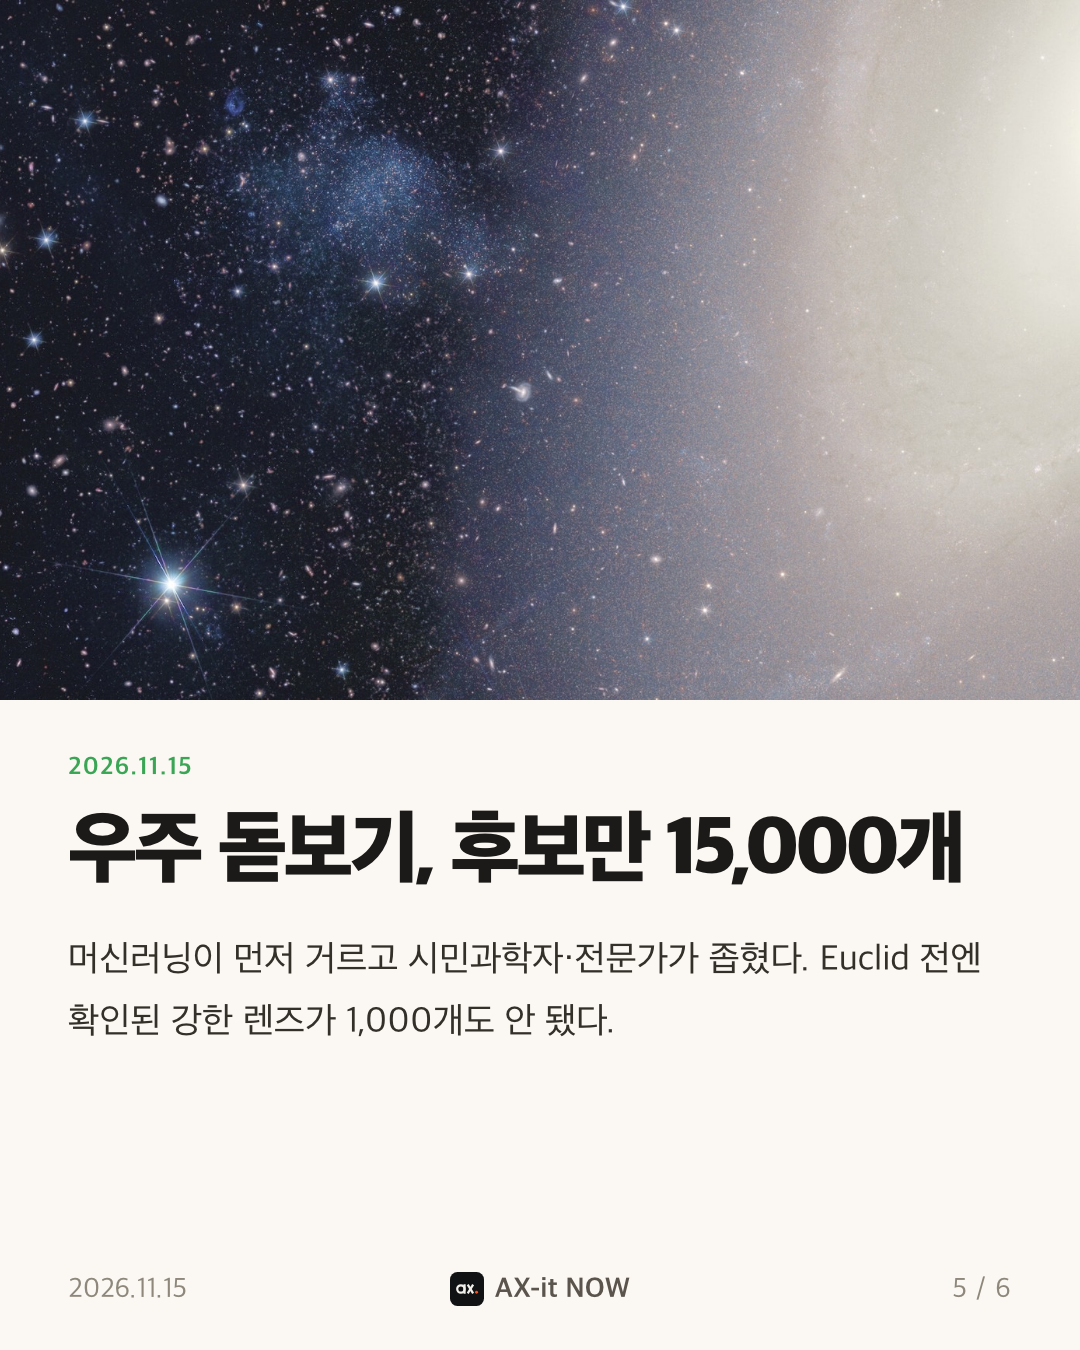 2026.11.15
우주 돋보기, 후보만 15,000개
머신러닝이 먼저 거르고 시민과학자·전문가가 좁혔다. Euclid 전엔
확인된 강한 렌즈가 1,000개도 안 됐다.
2026.11.15
ax. AX-it NOW
5 / 6